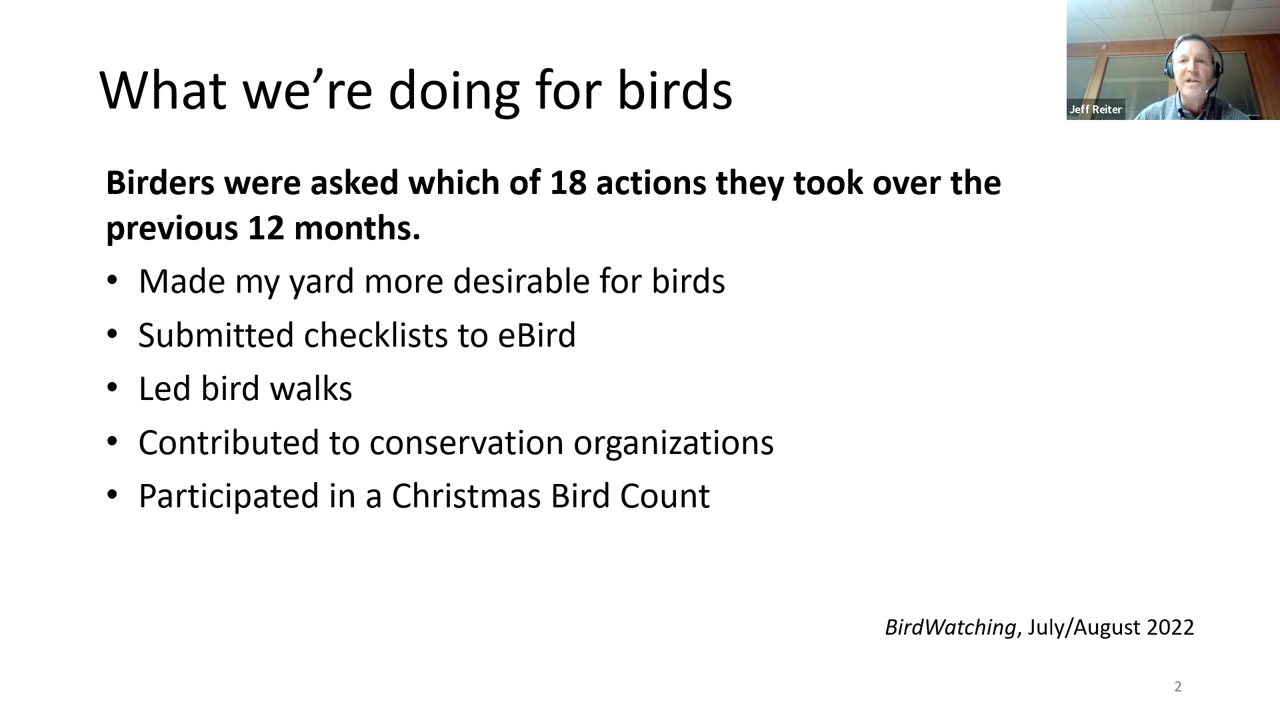 What we’re doing for birds
Jeff Reiter
Birders were asked which of 18 actions they took over the
previous 12 months.
• Made my yard more desirable for birds
• Submitted checklists to eBird
• Led bird walks
• Contributed to conservation organizations
• Participated in a Christmas Bird Count
BirdWatching, July/August 2022
2